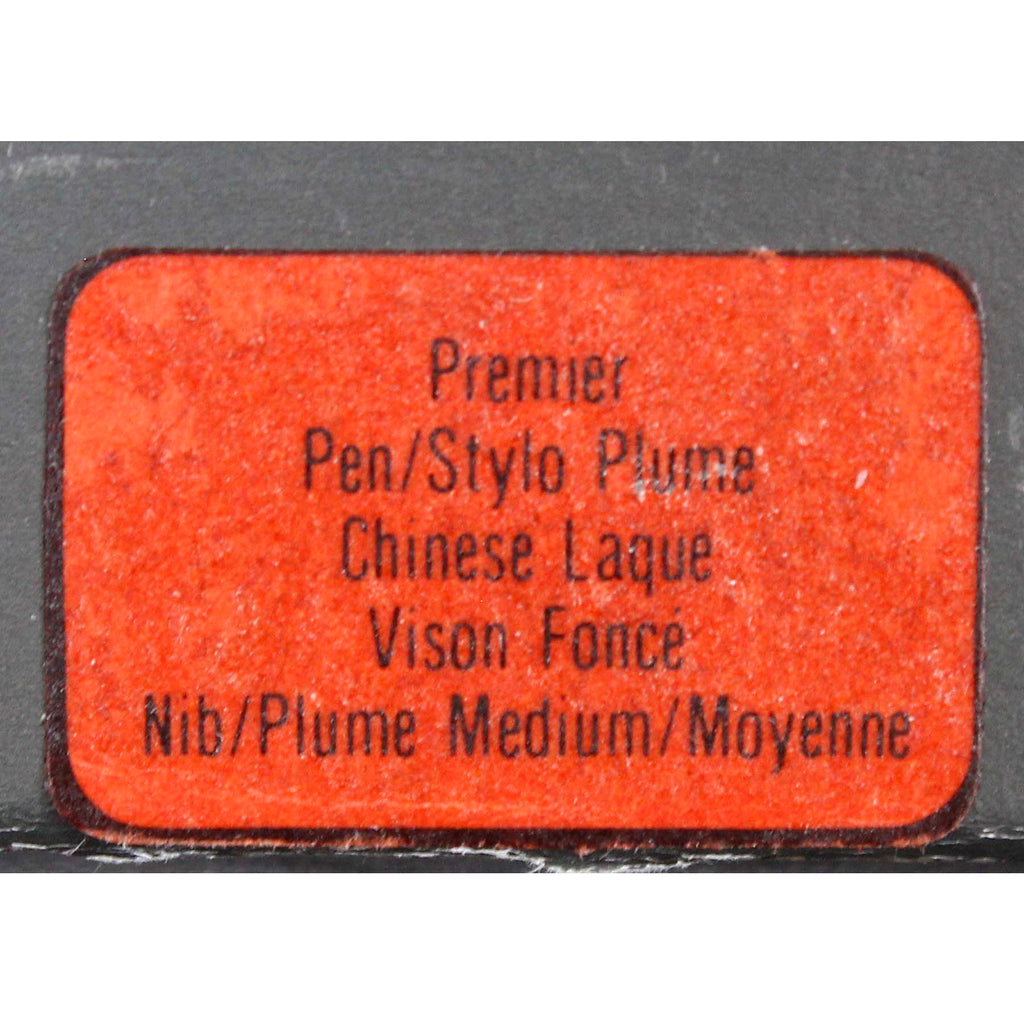 Premier
Pen/Stylo Plume
Chinese Laque
Vison Foncé
Nib/Plume Medium/Moyenne